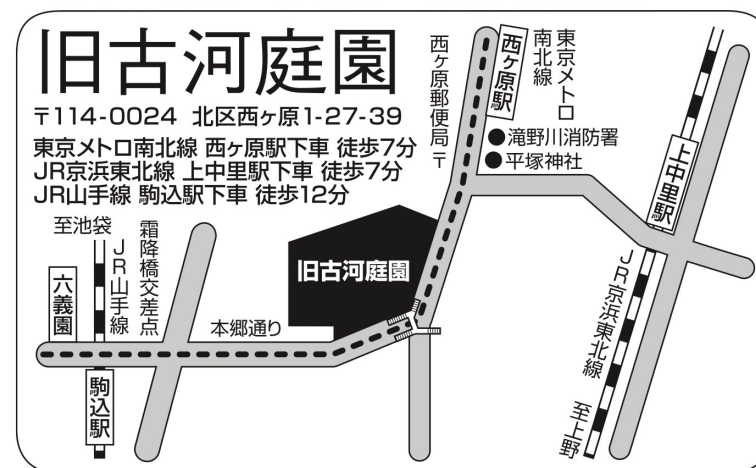 旧古河庭園
〒114-0024 北区西ヶ原1-27-39
東京メトロ南北線 西ヶ原駅下車 徒歩7分
JR京浜東北線 上中里駅下車 徒歩7分
JR山手線 駒込駅下車 徒歩12分
西ヶ原郵便局〒
西ヶ原駅
東京メトロ
南北線
●滝野川消防署
●平塚神社
上中里駅
至池袋
JR山手線
霜降橋交差点
六義園
本郷通り
旧古河庭園
駒込駅
JR京浜東北線
至上野